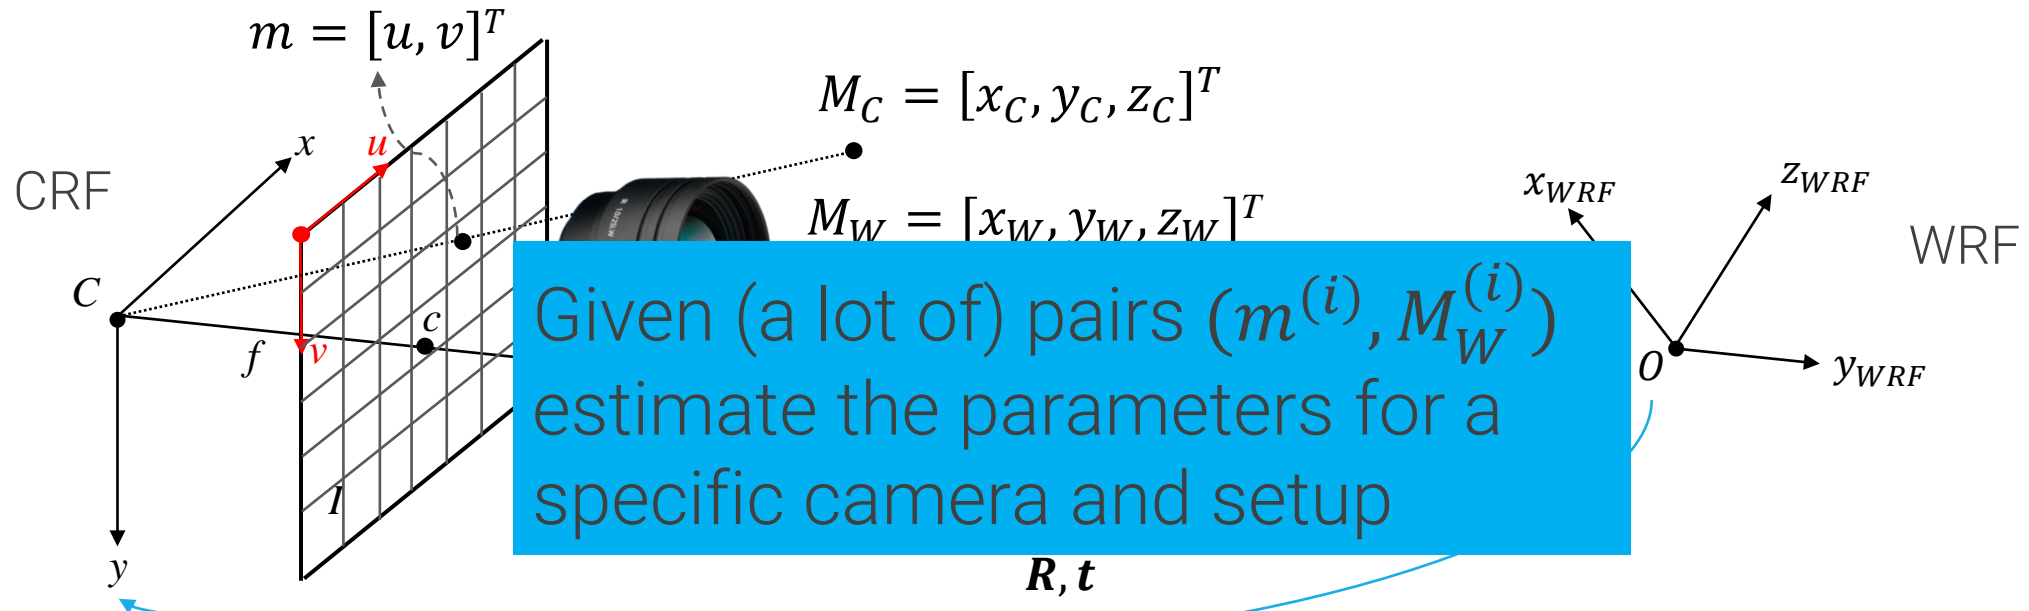 m = [u, v]^T
M_C = [x_C, y_C, z_C]^T
x
u
CRF
x_WRF
z_WRF
M_W = [x_W, y_W, z_W]^T
WRF
C
c
f
v
Given (a lot of) pairs (m^(i), M_W^(i))
estimate the parameters for a
specific camera and setup
O
y_WRF
I
y
R, t